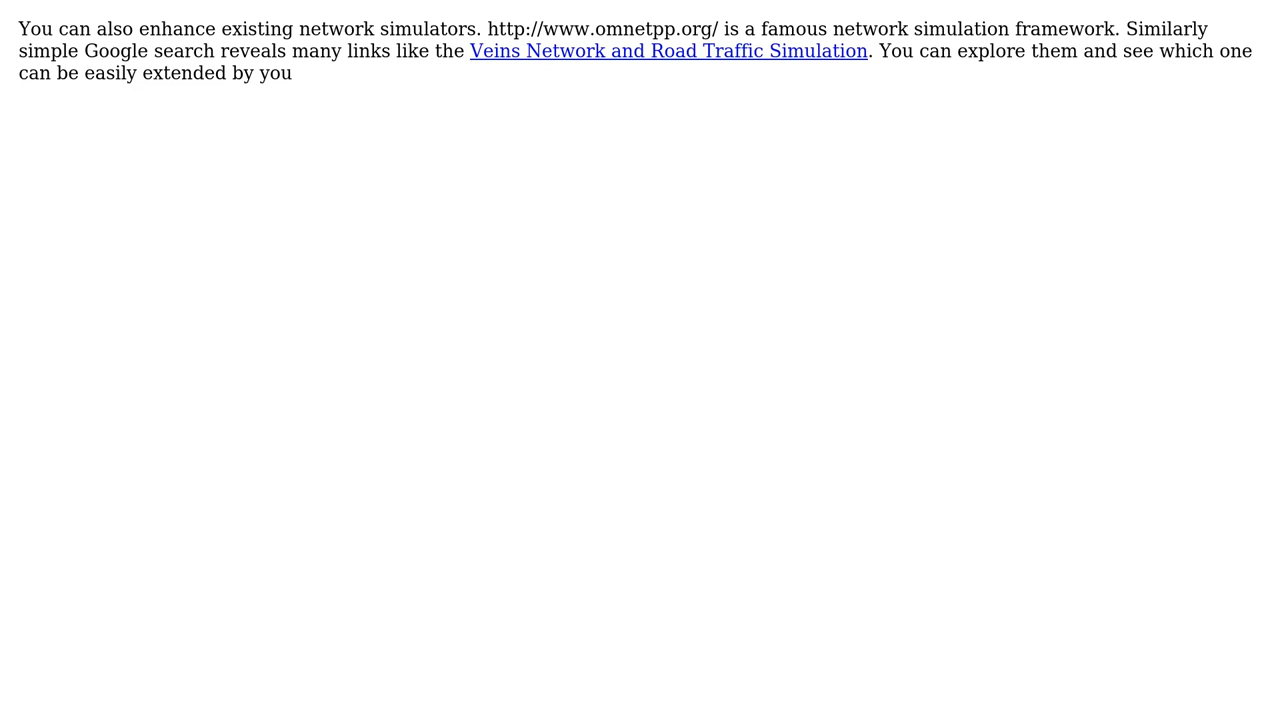 You can also enhance existing network simulators. http://www.omnetpp.org/ is a famous network simulation framework. Similarly
simple Google search reveals many links like the Veins Network and Road Traffic Simulation. You can explore them and see which one
can be easily extended by you